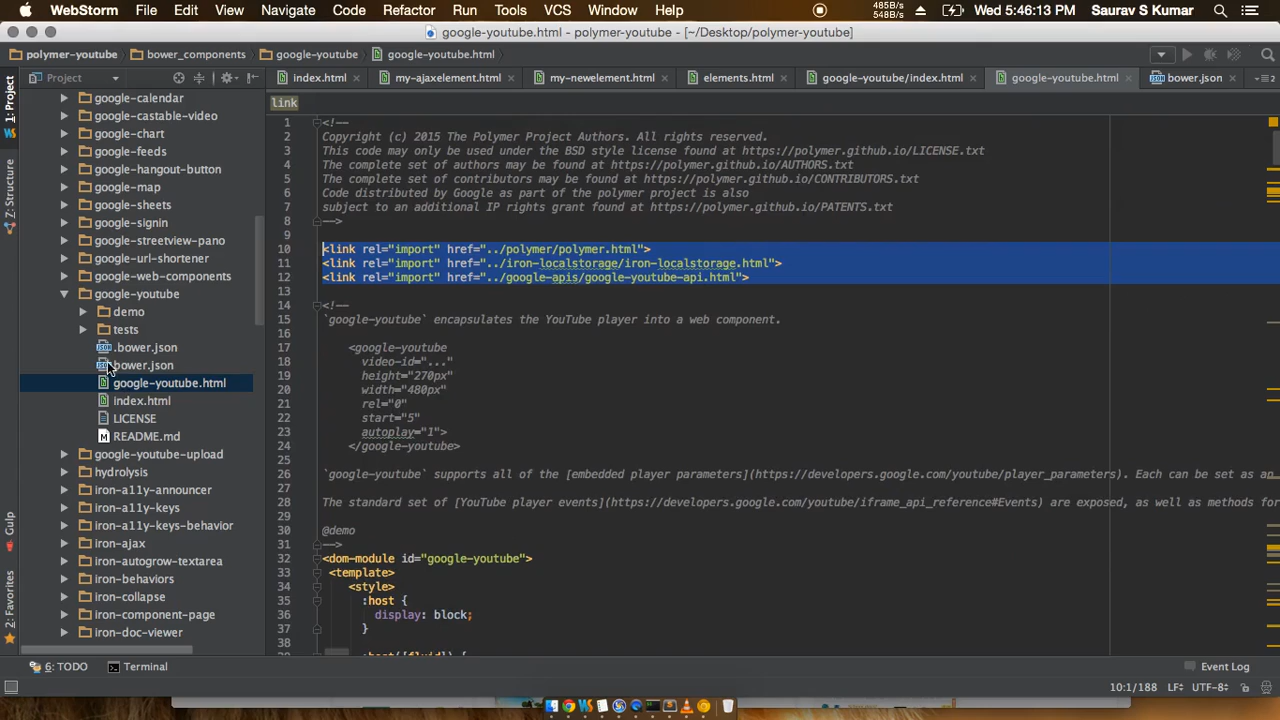 WebStorm File Edit View Navigate Code Refactor Run Tools VCS Window Help 485B/s 548B/s Wed 5:46:13 PM Saurav S Kumar
google-youtube.html - polymer-youtube - [~/Desktop/polymer-youtube]
polymer-youtube bower_components google-youtube google-youtube.html
Project index.html my-ajaxelement.html my-newelement.html elements.html google-youtube/index.html google-youtube.html bower.json
1: Project
Z: Structure
Gulp
2: Favorites
google-calendar
google-castable-video
google-chart
google-feeds
google-hangout-button
google-map
google-sheets
google-signin
google-streetview-pano
google-url-shortener
google-web-components
google-youtube
demo
tests
.bower.json
bower.json
google-youtube.html
index.html
LICENSE
README.md
google-youtube-upload
hydrolysis
iron-a11y-announcer
iron-a11y-keys
iron-a11y-keys-behavior
iron-ajax
iron-autogrow-textarea
iron-behaviors
iron-collapse
iron-component-page
iron-doc-viewer
link
1 <!--
2 Copyright (c) 2015 The Polymer Project Authors. All rights reserved.
3 This code may only be used under the BSD style license found at https://polymer.github.io/LICENSE.txt
4 The complete set of authors may be found at https://polymer.github.io/AUTHORS.txt
5 The complete set of contributors may be found at https://polymer.github.io/CONTRIBUTORS.txt
6 Code distributed by Google as part of the polymer project is also
7 subject to an additional IP rights grant found at https://polymer.github.io/PATENTS.txt
8 -->
9
10 <link rel="import" href="../polymer/polymer.html">
11 <link rel="import" href="../iron-localstorage/iron-localstorage.html">
12 <link rel="import" href="../google-apis/google-youtube-api.html">
13
14 <!--
15 `google-youtube` encapsulates the YouTube player into a web component.
16
17 <google-youtube
18 video-id="..."
19 height="270px"
20 width="480px"
21 rel="0"
22 start="5"
23 autoplay="1">
24 </google-youtube>
25
26 `google-youtube` supports all of the [embedded player parameters](https://developers.google.com/youtube/player_parameters). Each can be set as an
27
28 The standard set of [YouTube player events](https://developers.google.com/youtube/iframe_api_reference#Events) are exposed, as well as methods for
29
30 @demo
31 -->
32 <dom-module id="google-youtube">
33 <template>
34 <style>
35 :host {
36 display: block;
37 }
38
:host([fluid]) {
6: TODO Terminal Event Log
10:1/188 LF÷ UTF-8÷